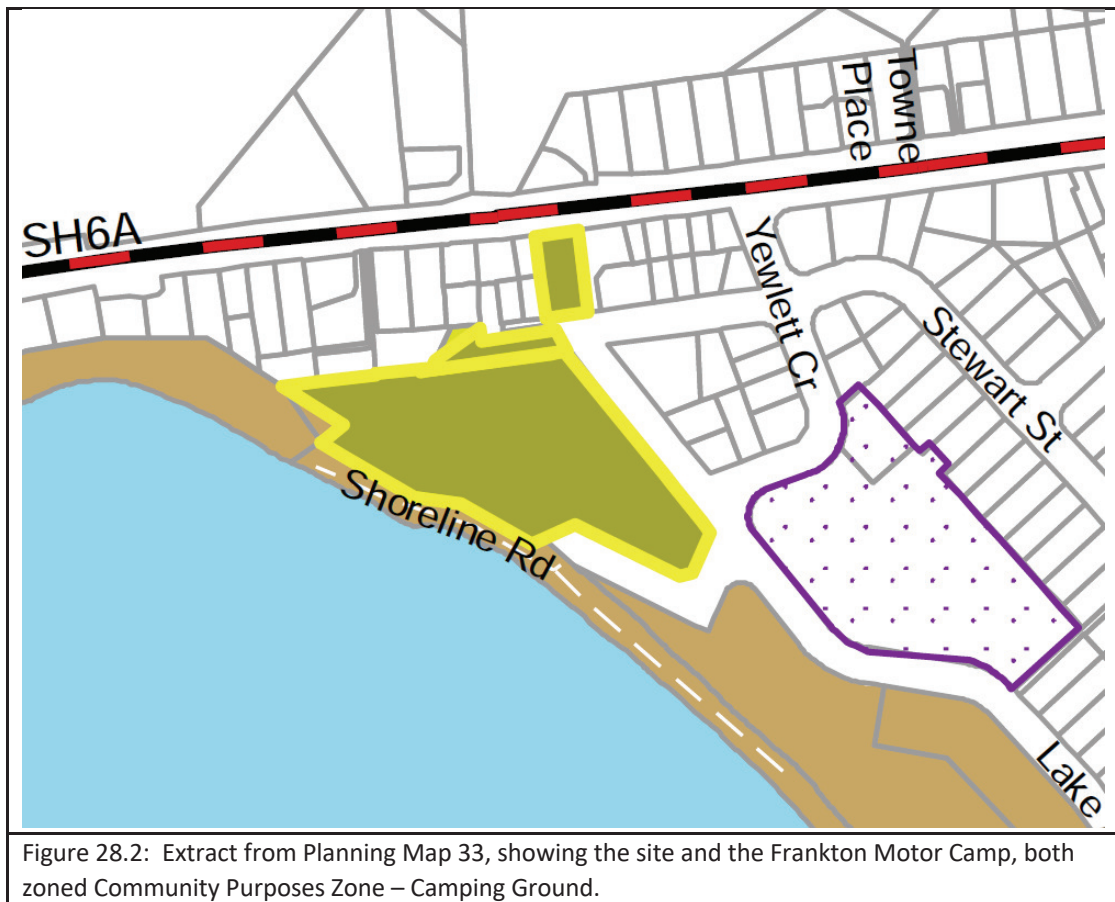 Towne
Place
SH6A
Yewlett Cr
Stewart St
Shoreline Rd
Lake
Figure 28.2: Extract from Planning Map 33, showing the site and the Frankton Motor Camp, both
zoned Community Purposes Zone – Camping Ground.